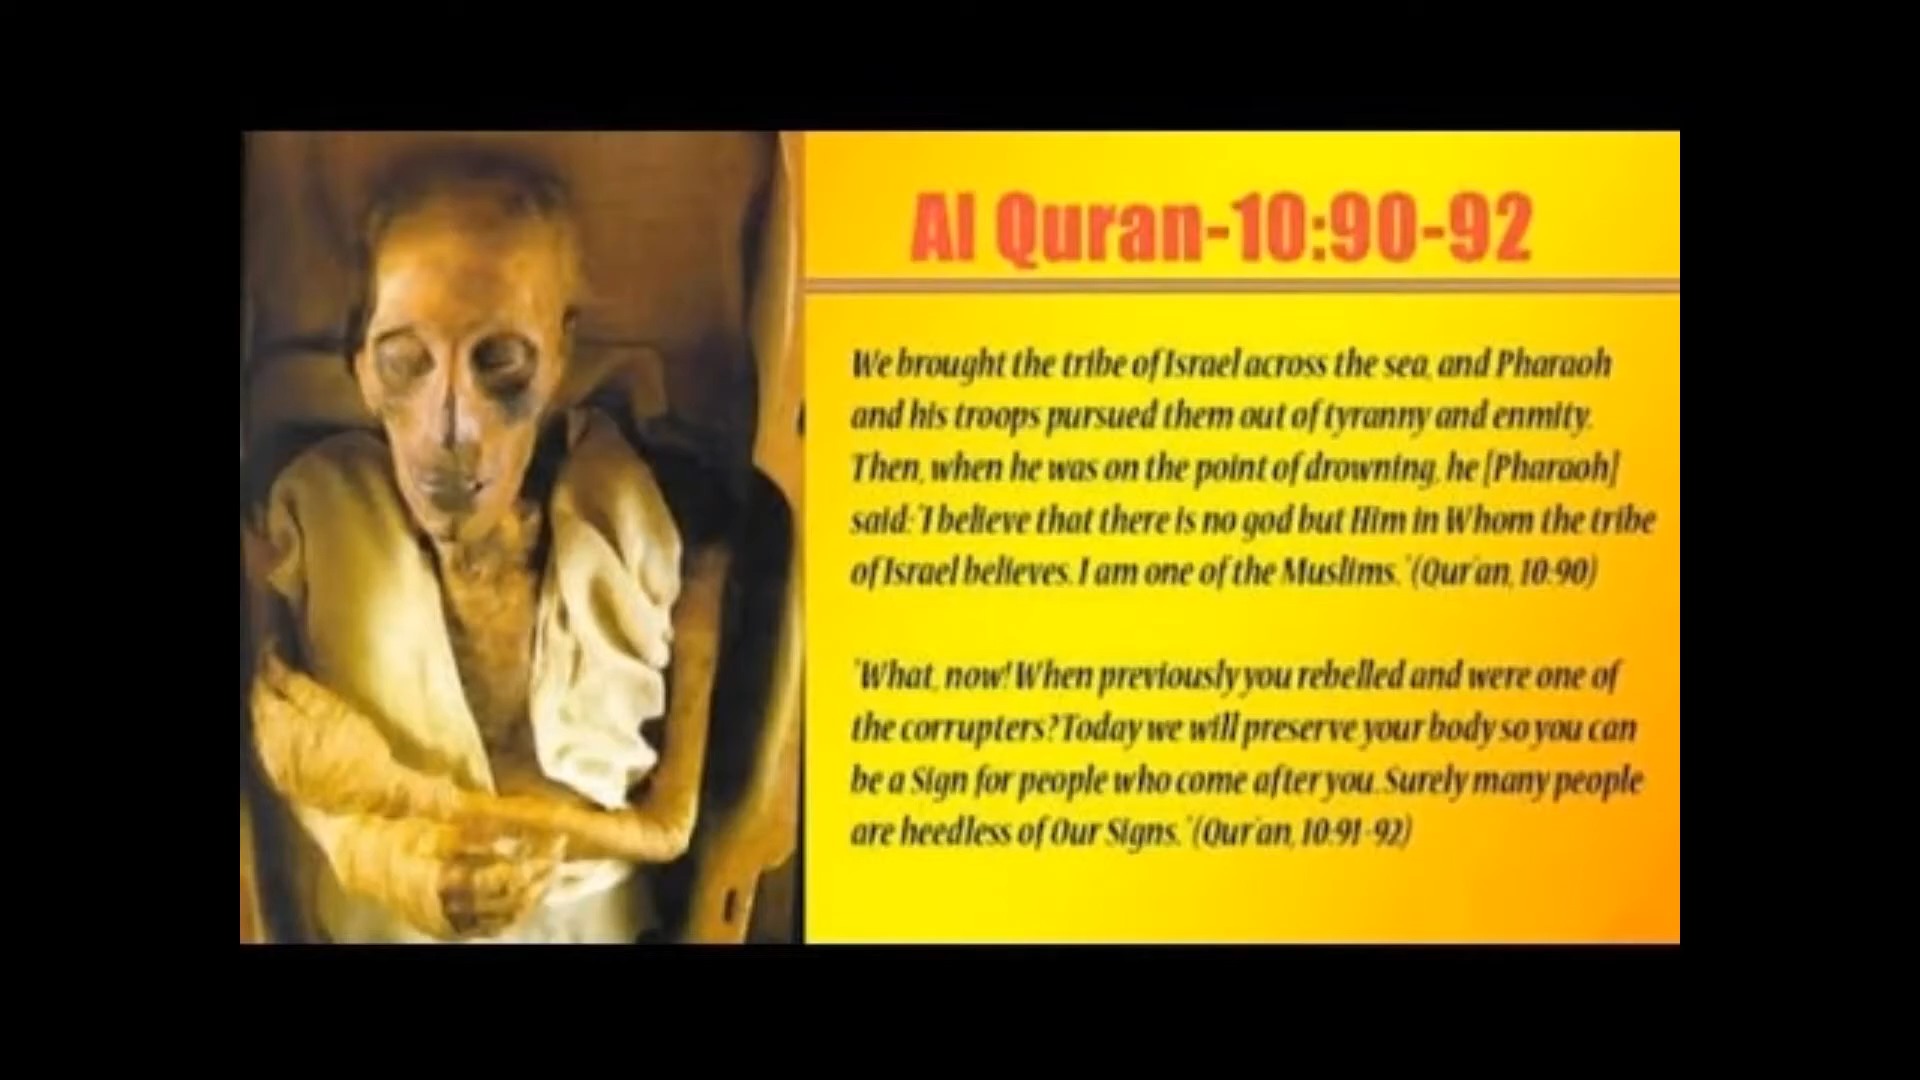 Al Quran-10:90-92
We brought the tribe of Israel across the sea, and Pharaoh
and his troops pursued them out of tyranny and enmity.
Then, when he was on the point of drowning, he [Pharaoh]
said: "I believe that there is no god but Him in Whom the tribe
of Israel believes. I am one of the Muslims." (Qur'an, 10:90)
"What, now! When previously you rebelled and were one of
the corrupters? Today we will preserve your body so you can
be a Sign for people who come after you. Surely many people
are heedless of Our Signs." (Qur'an, 10:91-92)